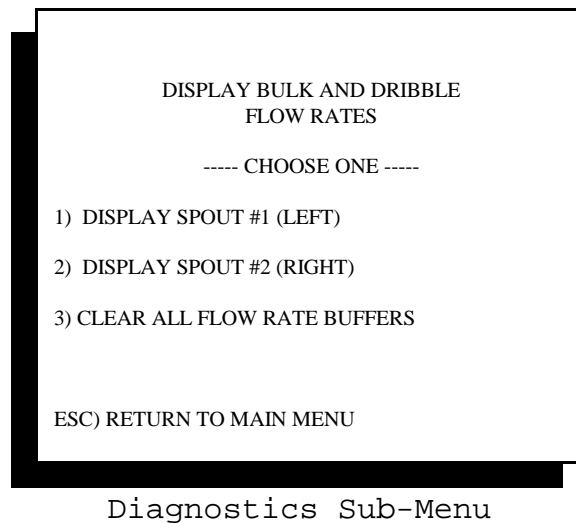 DISPLAY BULK AND DRIBBLE
FLOW RATES
----- CHOOSE ONE -----
1) DISPLAY SPOUT #1 (LEFT)
2) DISPLAY SPOUT #2 (RIGHT)
3) CLEAR ALL FLOW RATE BUFFERS
ESC) RETURN TO MAIN MENU
Diagnostics Sub-Menu